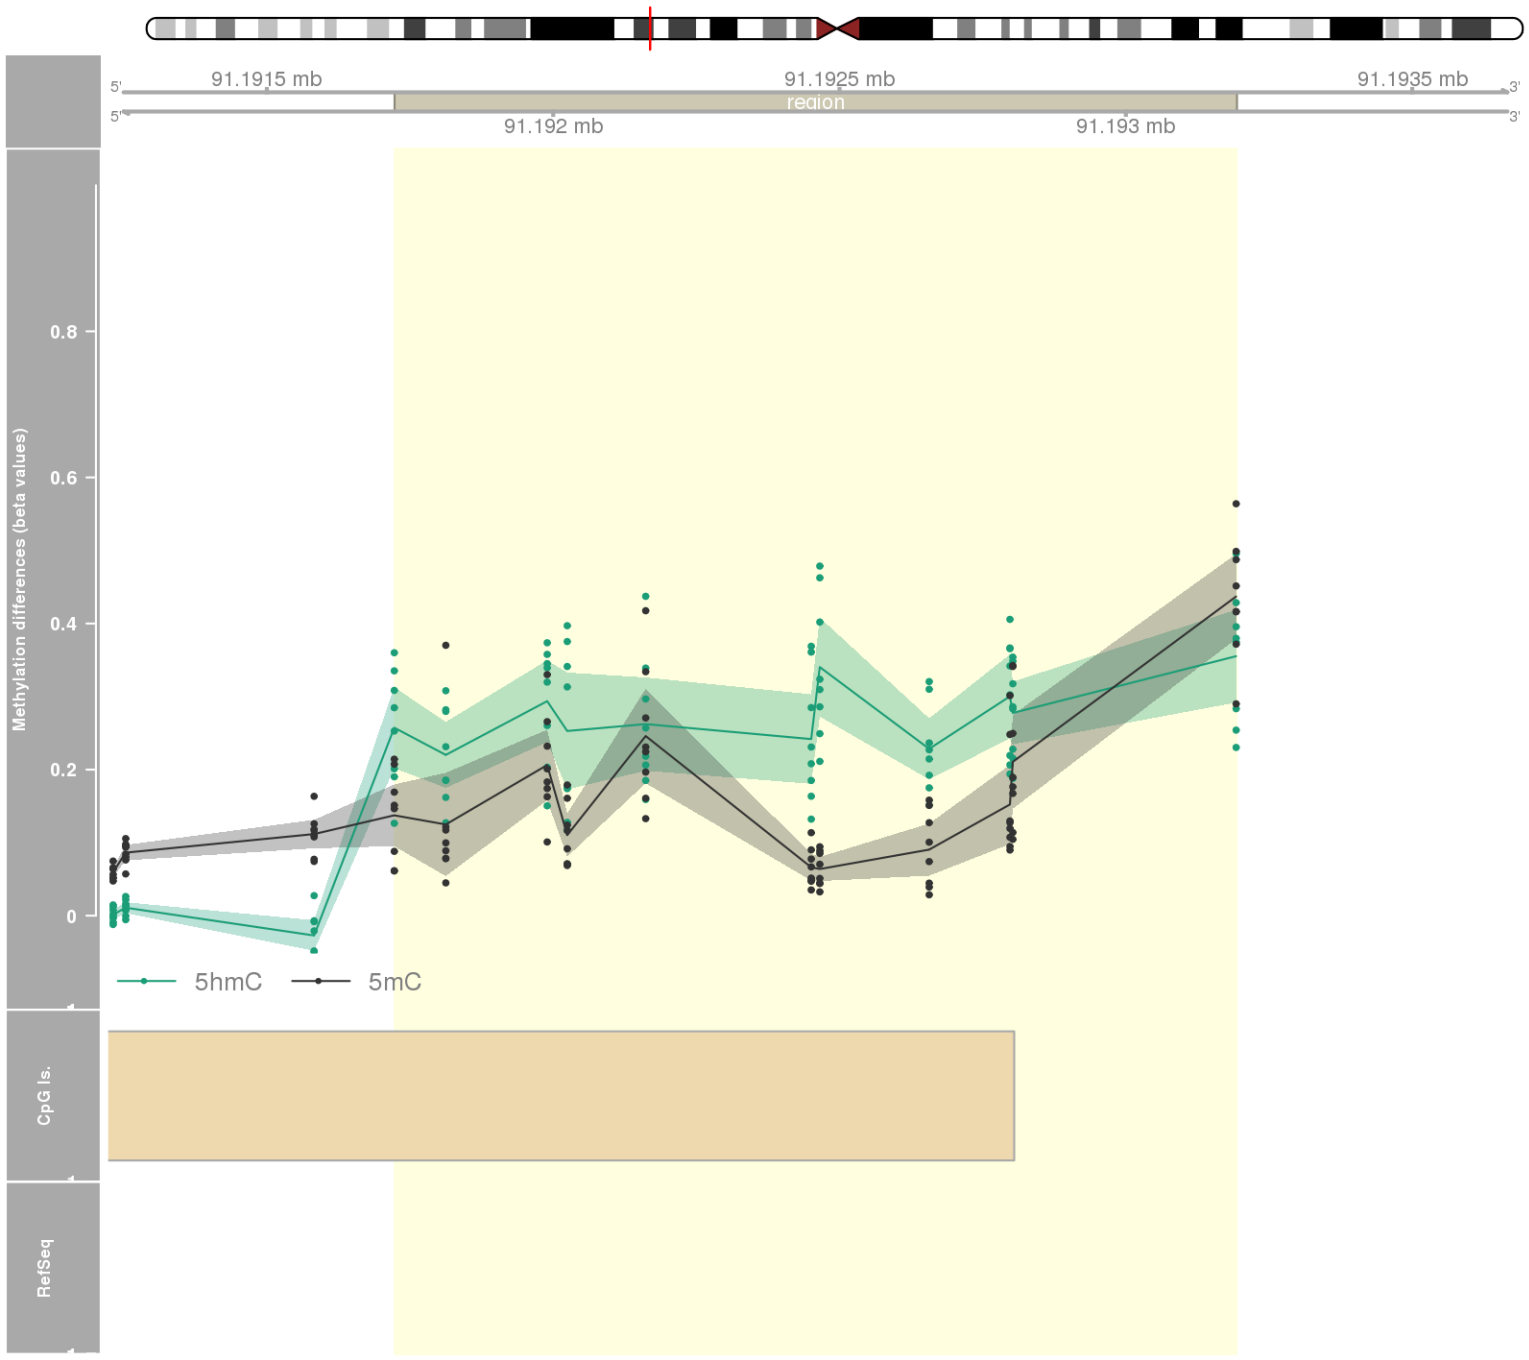 91.1915 mb 91.1925 mb 91.1935 mb
5' 3'
region
5' 3'
91.192 mb 91.193 mb
Methylation differences (beta values)
0.8
0.6
0.4
0.2
0
5hmC 5mC
CpG Is.
RefSeq